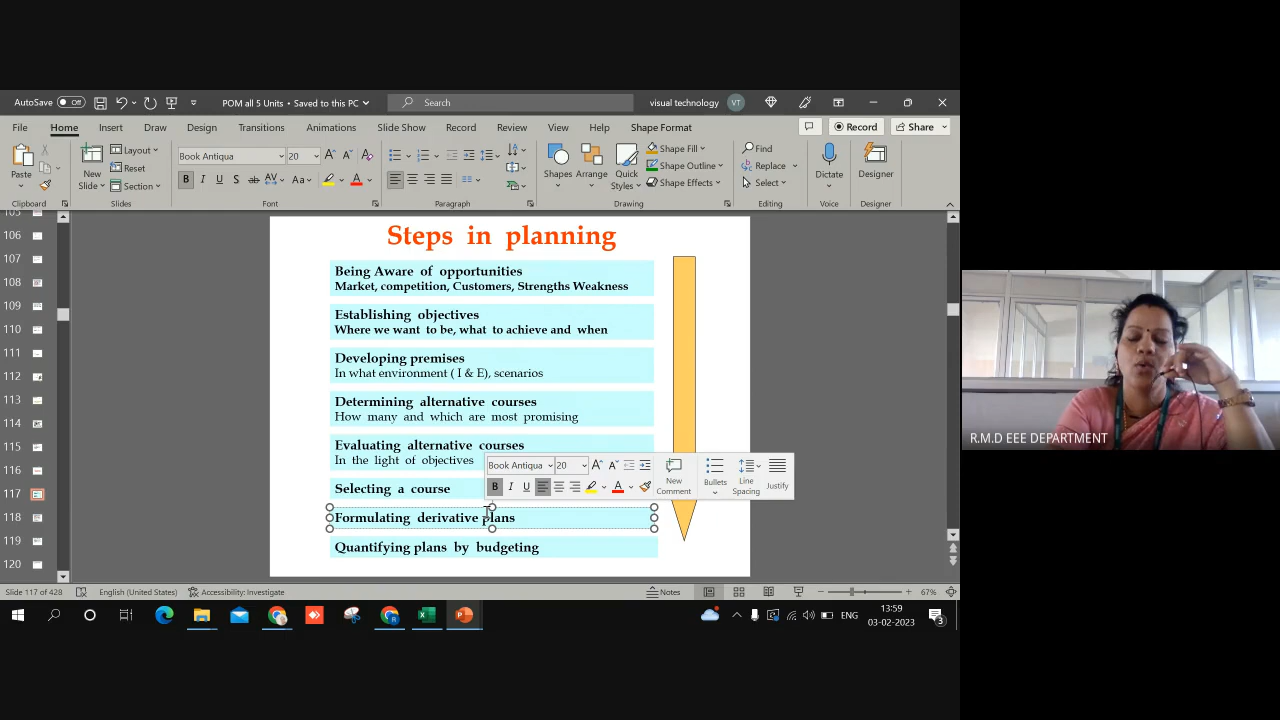 AutoSave Off POM all 5 Units • Saved to this PC Search visual technology VT
File Home Insert Draw Design Transitions Animations Slide Show Record Review View Help Shape Format Record Share
Paste New Slide Layout Reset Section Book Antiqua 20 Shapes Arrange Quick Styles Shape Fill Shape Outline Shape Effects Find Replace Select Dictate Designer
Clipboard Slides Font Paragraph Drawing Editing Voice Designer
105
106
107
108
109
110
111
112
113
114
115
116
117
118
119
120
Steps in planning
Being Aware of opportunities
Market, competition, Customers, Strengths Weakness
Establishing objectives
Where we want to be, what to achieve and when
Developing premises
In what environment ( I & E), scenarios
Determining alternative courses
How many and which are most promising
Evaluating alternative courses
In the light of objectives
Selecting a course
Formulating derivative plans
Quantifying plans by budgeting
Book Antiqua 20 New Comment Bullets Line Spacing Justify
R.M.D EEE DEPARTMENT
Slide 117 of 428 English (United States) Accessibility: Investigate Notes 67%
ENG 13:59
03-02-2023 3